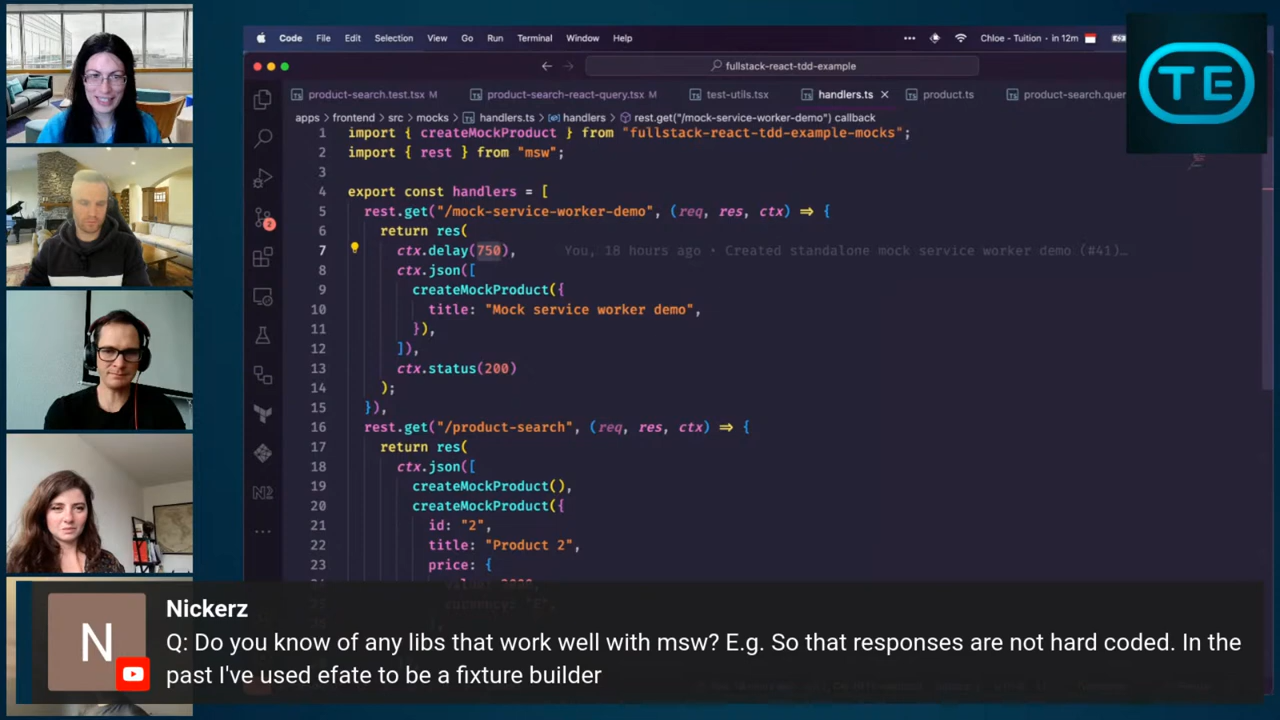 Code File Edit Selection View Go Run Terminal Window Help
Chloe - Tuition • in 12m
fullstack-react-tdd-example
TE
product-search.test.tsx M product-search-react-query.tsx M test-utils.tsx handlers.ts product.ts product-search.quer
apps > frontend > src > mocks > handlers.ts > handlers > rest.get("/mock-service-worker-demo") callback
1 import { createMockProduct } from "fullstack-react-tdd-example-mocks";
2 import { rest } from "msw";
3
4 export const handlers = [
5 rest.get("/mock-service-worker-demo", (req, res, ctx) => {
6 return res(
7 ctx.delay(750), You, 18 hours ago • Created standalone mock service worker demo (#41)…
8 ctx.json([
9 createMockProduct({
10 title: "Mock service worker demo",
11 }),
12 ]),
13 ctx.status(200)
14 );
15 }),
16 rest.get("/product-search", (req, res, ctx) => {
17 return res(
18 ctx.json([
19 createMockProduct(),
20 createMockProduct({
21 id: "2",
22 title: "Product 2",
23 price: {
2
N2
N
Nickerz
Q: Do you know of any libs that work well with msw? E.g. So that responses are not hard coded. In the
past I've used efate to be a fixture builder